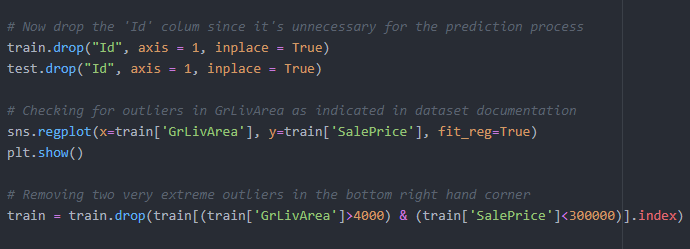 # Now drop the 'Id' colum since it's unnecessary for the prediction process
train.drop("Id", axis = 1, inplace = True)
test.drop("Id", axis = 1, inplace = True)
# Checking for outliers in GrLivArea as indicated in dataset documentation
sns.regplot(x=train['GrLivArea'], y=train['SalePrice'], fit_reg=True)
plt.show()
# Removing two very extreme outliers in the bottom right hand corner
train = train.drop(train[(train['GrLivArea']>4000) & (train['SalePrice']<300000)].index)